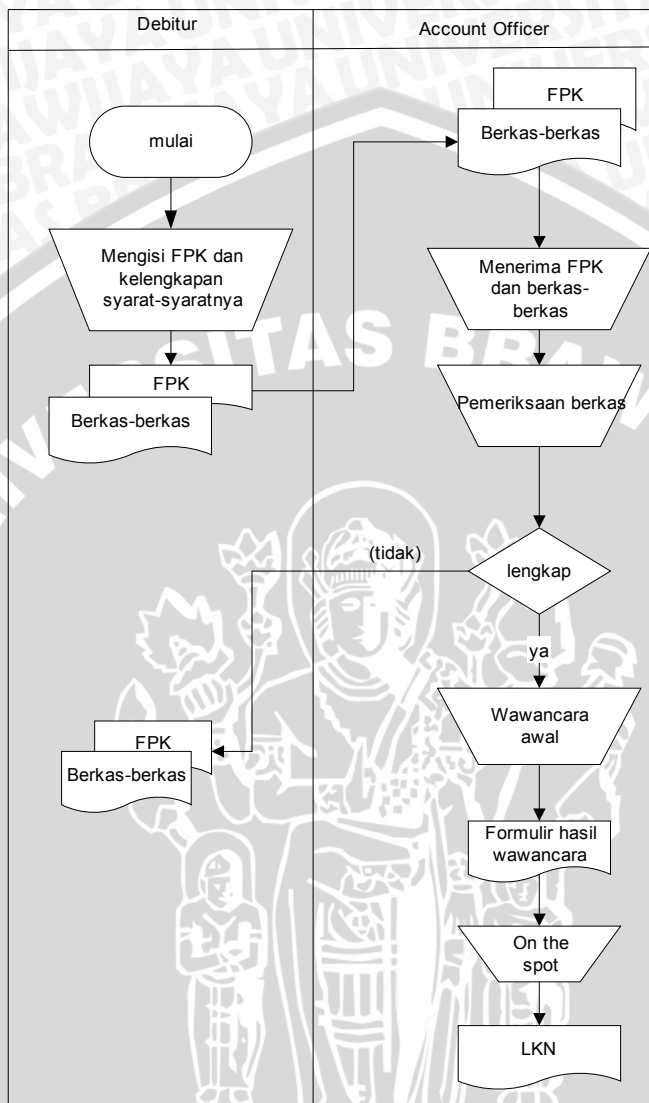 Debitur
Account Officer
mulai
Mengisi FPK dan
kelengkapan
syarat-syaratnya
FPK
Berkas-berkas
FPK
Berkas-berkas
Menerima FPK
dan berkas-
berkas
Pemeriksaan berkas
lengkap
(tidak)
ya
FPK
Berkas-berkas
Wawancara
awal
Formulir hasil
wawancara
On the
spot
LKN